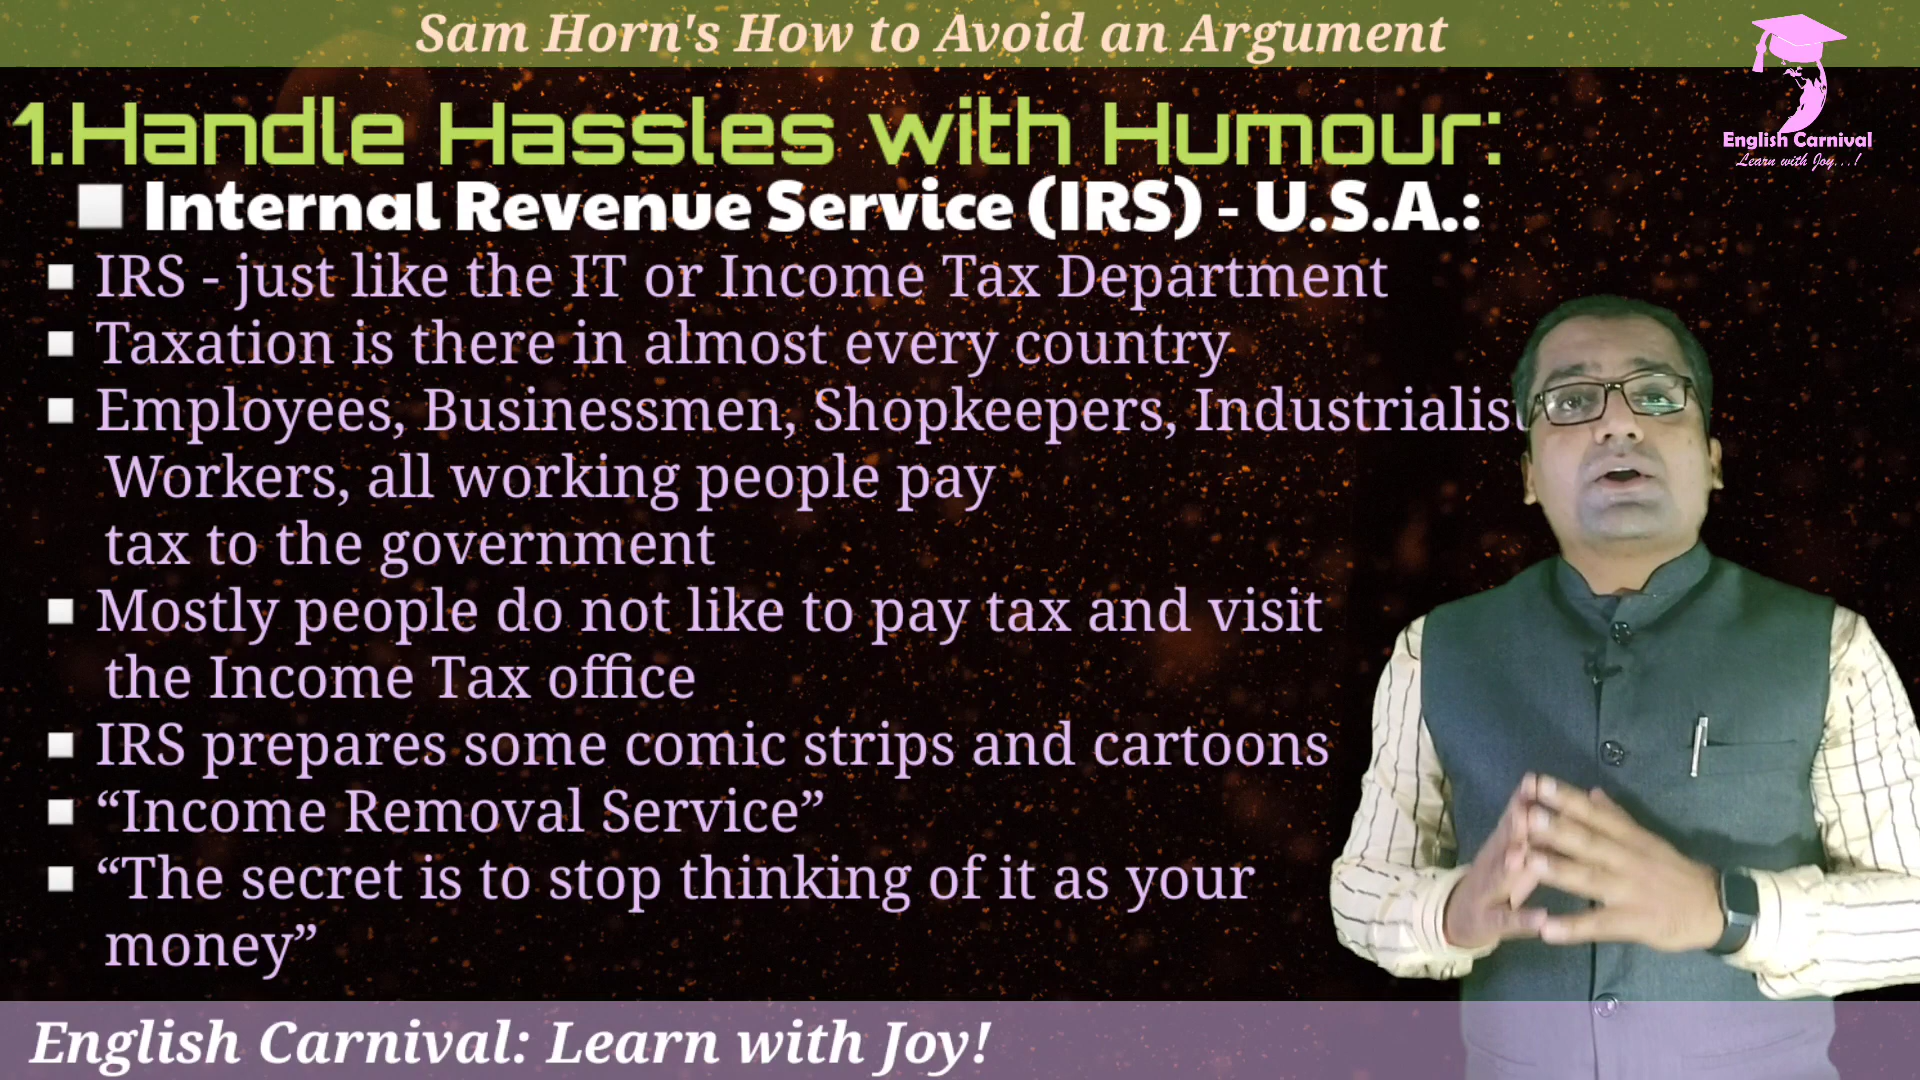 Sam Horn's How to Avoid an Argument
English Carnival
Learn with Joy...!
1.Handle Hassles with Humour:
Internal Revenue Service (IRS) - U.S.A.:
IRS - just like the IT or Income Tax Department
Taxation is there in almost every country
Employees, Businessmen, Shopkeepers, Industrialist
Workers, all working people pay
tax to the government
Mostly people do not like to pay tax and visit
the Income Tax office
IRS prepares some comic strips and cartoons
“Income Removal Service”
“The secret is to stop thinking of it as your
money”
English Carnival: Learn with Joy!